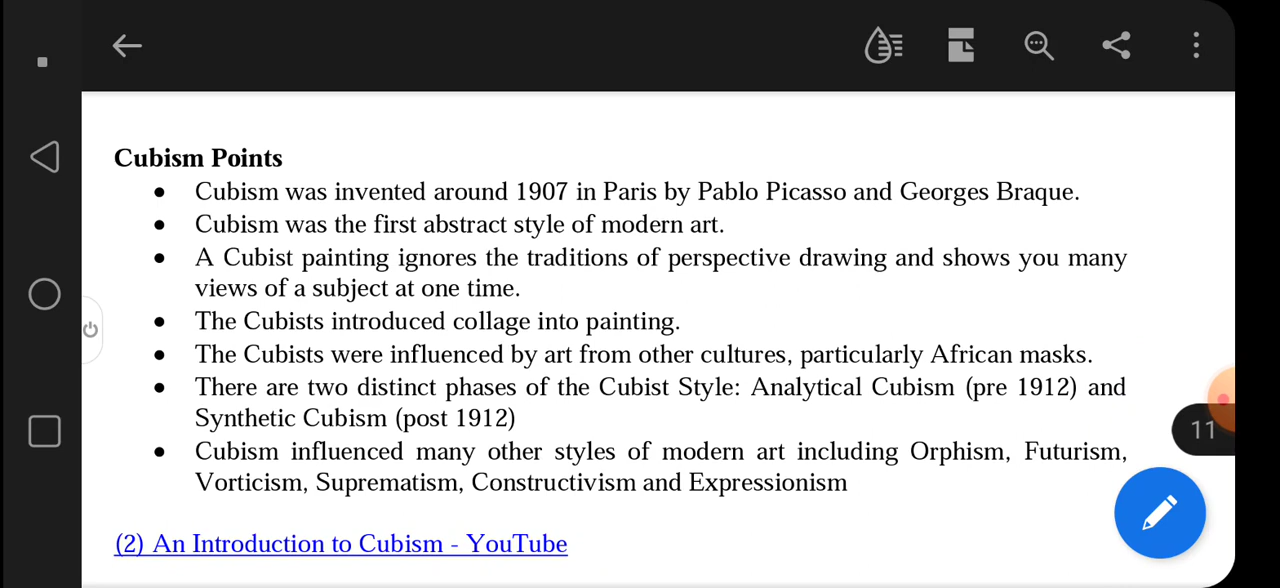 Cubism Points
• Cubism was invented around 1907 in Paris by Pablo Picasso and Georges Braque.
• Cubism was the first abstract style of modern art.
• A Cubist painting ignores the traditions of perspective drawing and shows you many
views of a subject at one time.
• The Cubists introduced collage into painting.
• The Cubists were influenced by art from other cultures, particularly African masks.
• There are two distinct phases of the Cubist Style: Analytical Cubism (pre 1912) and
Synthetic Cubism (post 1912)
• Cubism influenced many other styles of modern art including Orphism, Futurism,
Vorticism, Suprematism, Constructivism and Expressionism
11
(2) An Introduction to Cubism - YouTube